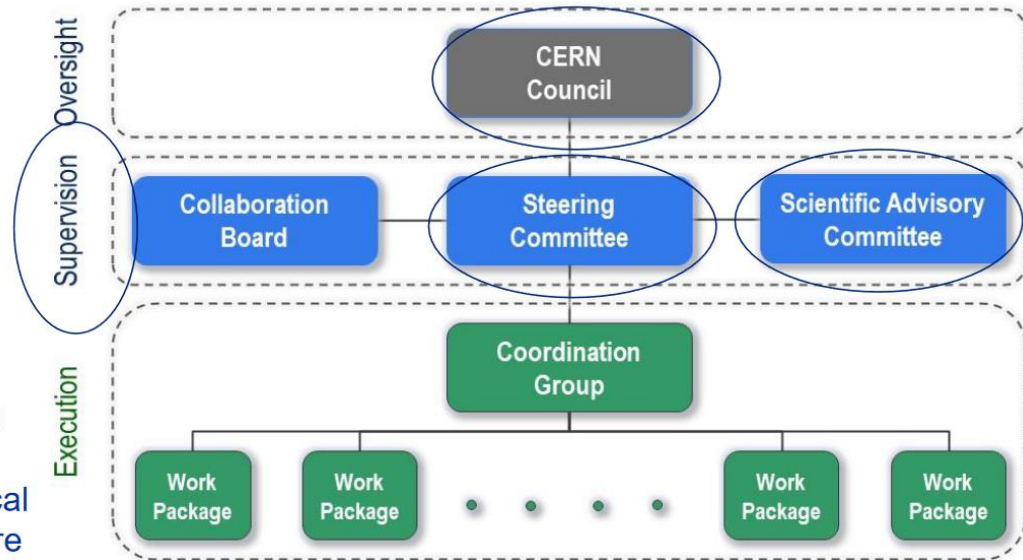 Oversight
CERN
Council
Supervision
Collaboration
Board
Steering
Committee
Scientific Advisory
Committee
Execution
Coordination
Group
Work
Package
Work
Package
Work
Package
Work
Package